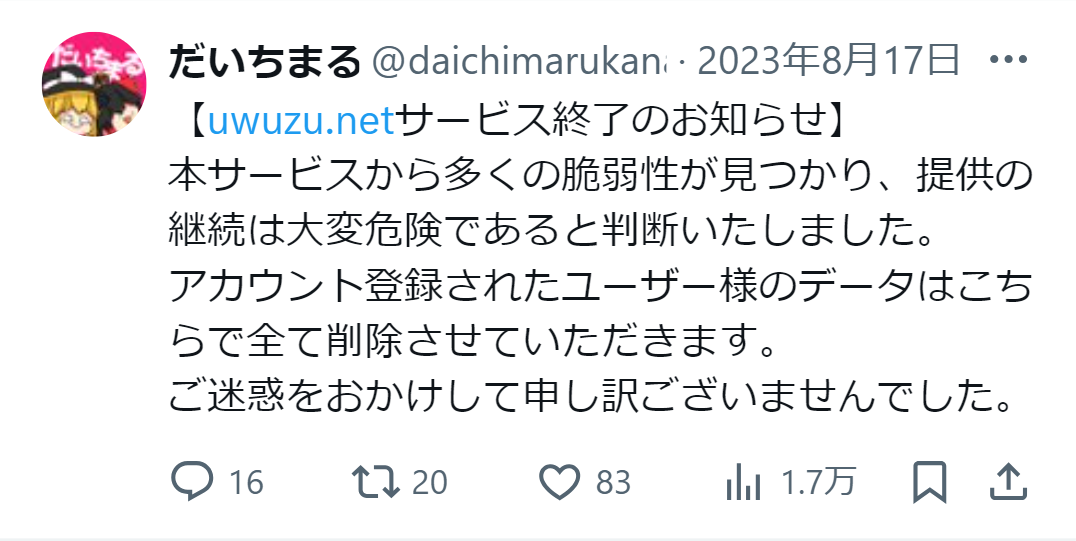 だいちまる
だいちまる @daichimarukana · 2023年8月17日
【uwuzu.netサービス終了のお知らせ】
本サービスから多くの脆弱性が見つかり、提供の
継続は大変危険であると判断いたしました。
アカウント登録されたユーザー様のデータはこち
らで全て削除させていただきます。
ご迷惑をおかけして申し訳ございませんでした。
16 20 83 1.7万